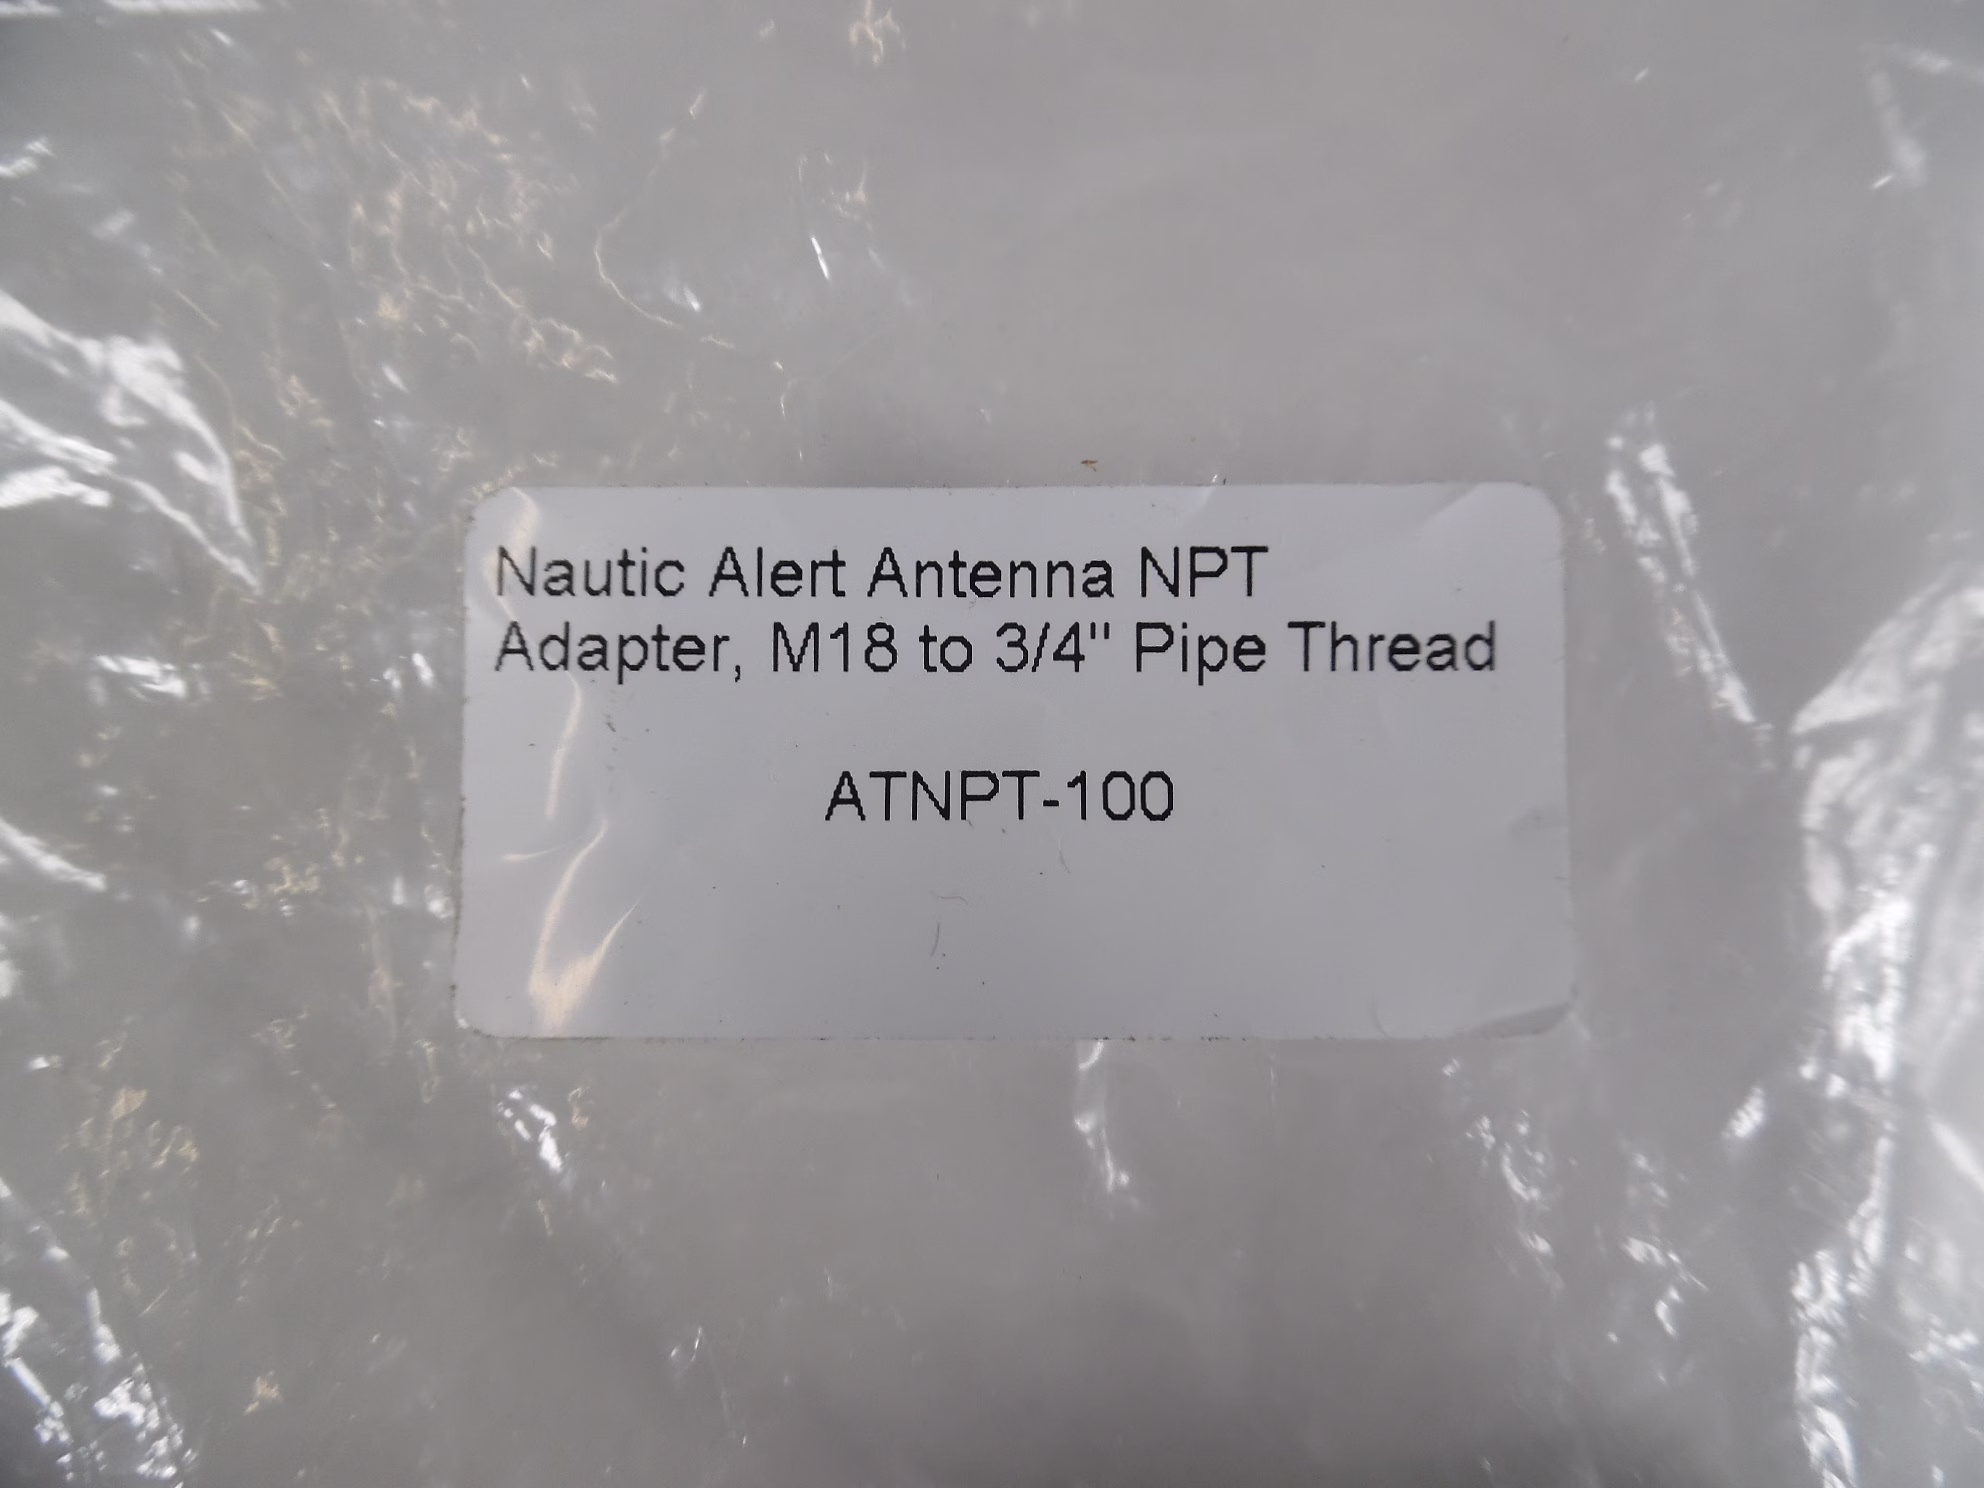 Nautic Alert Antenna NPT
Adapter, M18 to 3/4" Pipe Thread
ATNPT-100